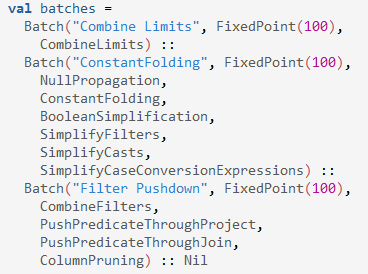 val batches =
  Batch("Combine Limits", FixedPoint(100),
    CombineLimits) ::
  Batch("ConstantFolding", FixedPoint(100),
    NullPropagation,
    ConstantFolding,
    BooleanSimplification,
    SimplifyFilters,
    SimplifyCasts,
    SimplifyCaseConversionExpressions) ::
  Batch("Filter Pushdown", FixedPoint(100),
    CombineFilters,
    PushPredicateThroughProject,
    PushPredicateThroughJoin,
    ColumnPruning) :: Nil